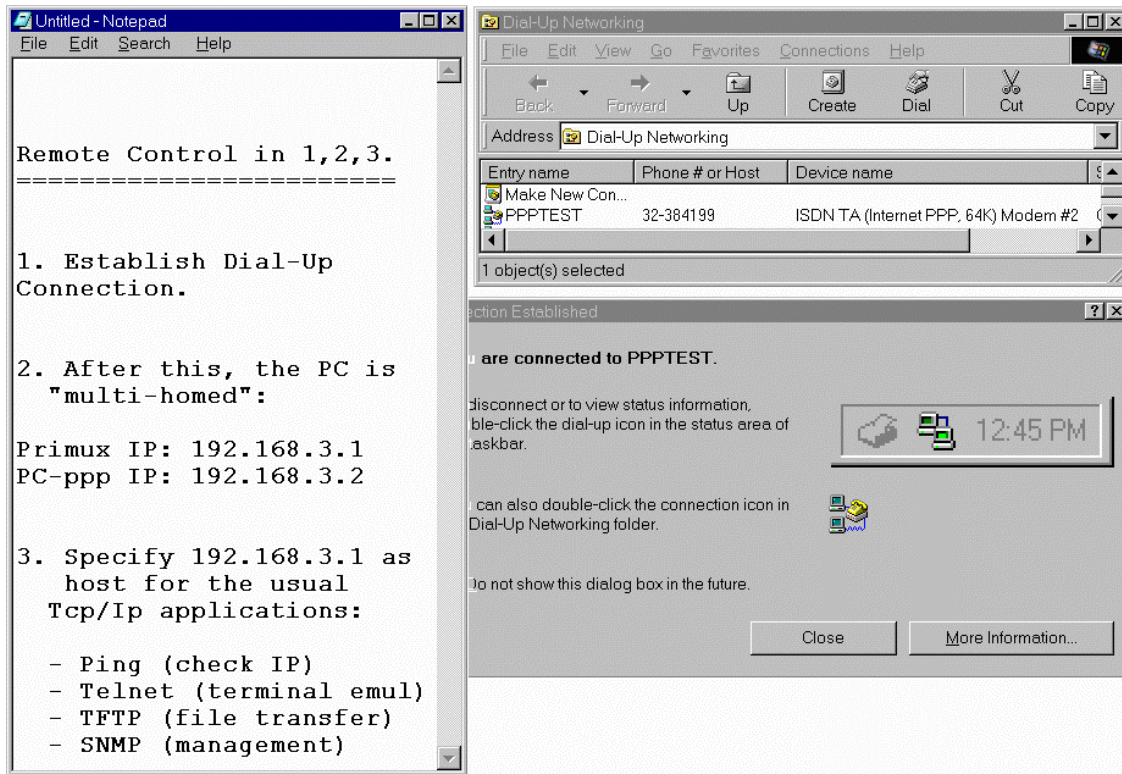 Untitled - Notepad
File Edit Search Help
Remote Control in 1,2,3.
========================
1. Establish Dial-Up
Connection.
2. After this, the PC is
"multi-homed":
Primux IP: 192.168.3.1
PC-ppp IP: 192.168.3.2
3. Specify 192.168.3.1 as
host for the usual
Tcp/Ip applications:
- Ping (check IP)
- Telnet (terminal emul)
- TFTP (file transfer)
- SNMP (management)
Dial-Up Networking
File Edit View Go Favorites Connections Help
Back Forward Up Create Dial Cut Copy
Address Dial-Up Networking
Entry name Phone # or Host Device name
Make New Con...
PPPTEST 32-384199 ISDN TA (Internet PPP, 64K) Modem #2
1 object(s) selected
ection Established
are connected to PPPTEST.
disconnect or to view status information,
ble-click the dial-up icon in the status area of
taskbar.
12:45 PM
can also double-click the connection icon in
Dial-Up Networking folder.
Do not show this dialog box in the future.
Close More Information...